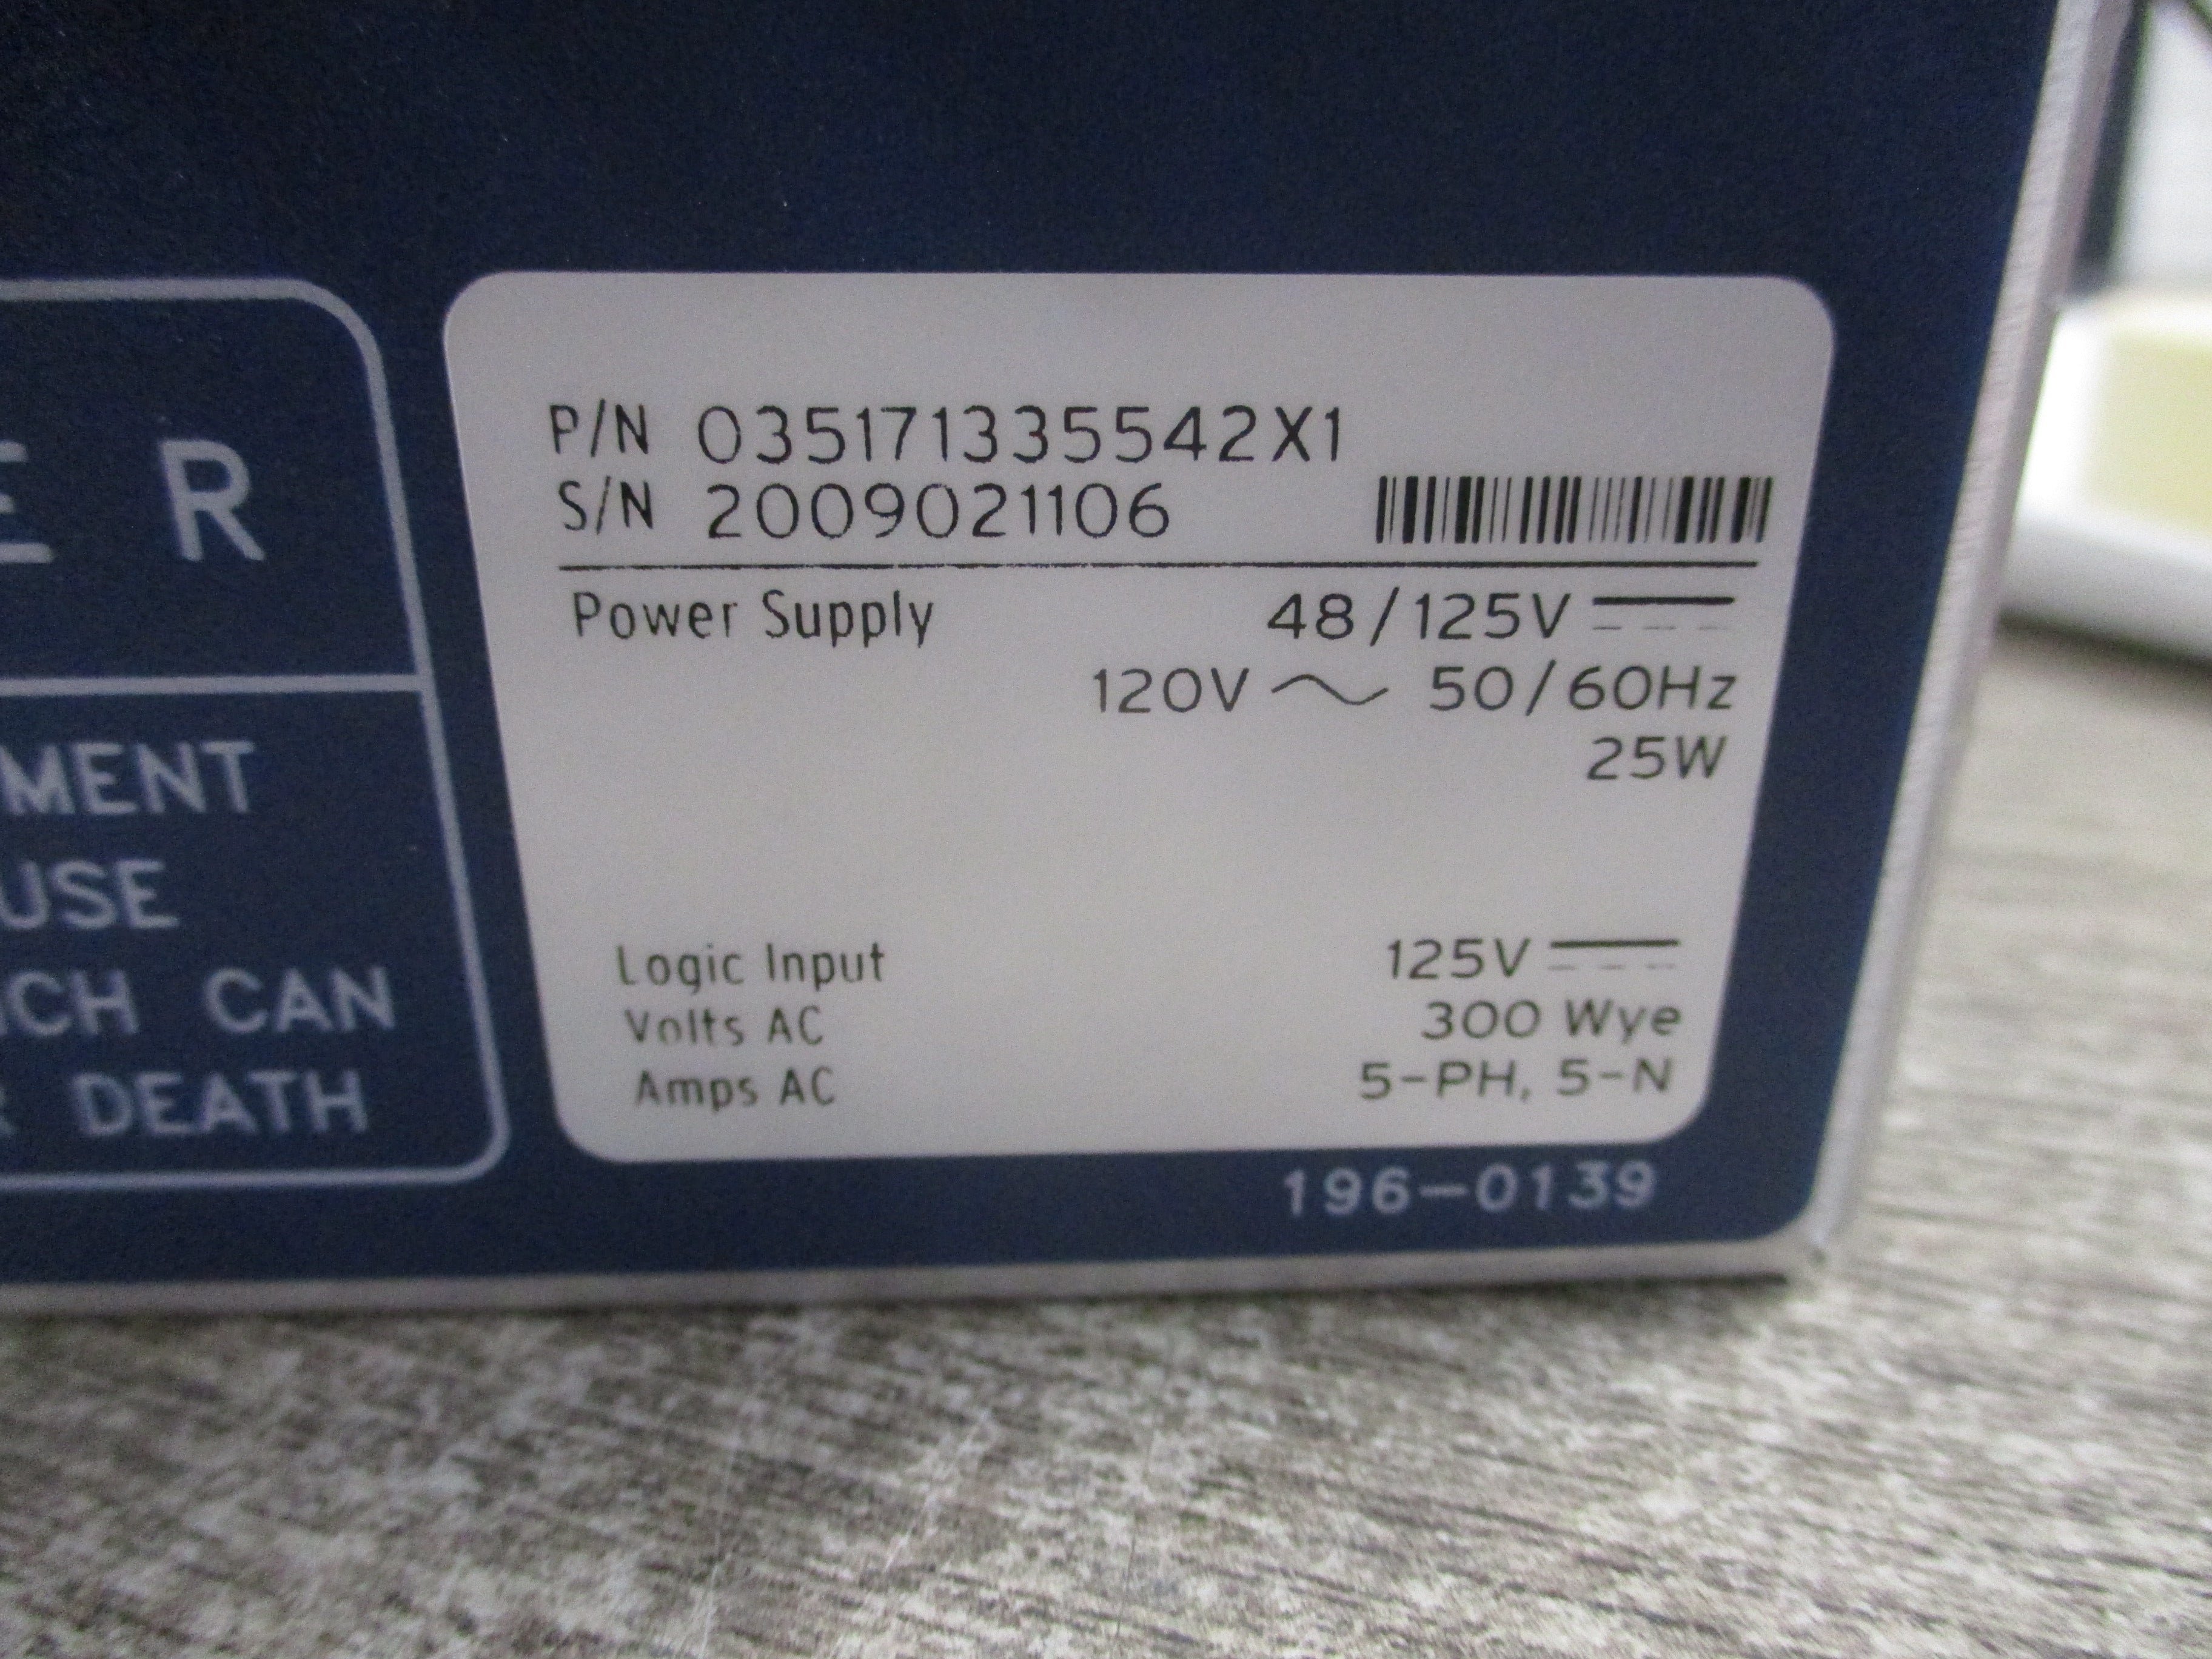 E R
MENT
USE
ICH CAN
R DEATH
P/N 035171335542X1
S/N 2009021106
Power Supply 48/125V ⎓
120V ∼ 50/60Hz
25W
Logic Input 125V ⎓
Volts AC 300 Wye
Amps AC 5-PH, 5-N
196-0139